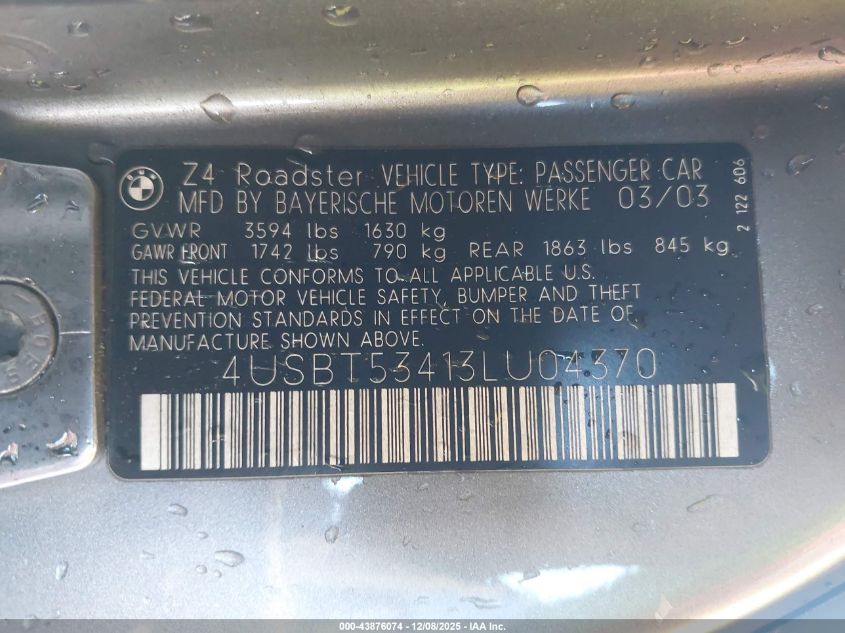 Z4 Roadster VEHICLE TYPE: PASSENGER CAR
MFD BY BAYERISCHE MOTOREN WERKE 03/03
GVWR 3594 lbs 1630 kg
GAWR FRONT 1742 lbs 790 kg REAR 1863 lbs 845 kg
THIS VEHICLE CONFORMS TO ALL APPLICABLE U.S.
FEDERAL MOTOR VEHICLE SAFETY, BUMPER AND THEFT
PREVENTION STANDARDS IN EFFECT ON THE DATE OF
MANUFACTURE SHOWN ABOVE.
4USBT53413LU04370
2 122 606
000-43876074 - 12/08/2025 - IAA Inc.